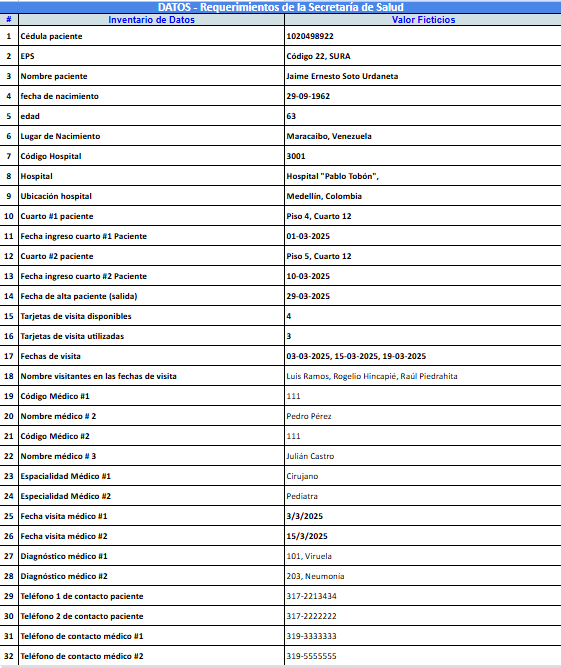 DATOS - Requerimientos de la Secretaría de Salud
# Inventario de Datos Valor Ficticios
1 Cédula paciente 1020498922
2 EPS Código 22, SURA
3 Nombre paciente Jaime Ernesto Soto Urdaneta
4 fecha de nacimiento 29-09-1962
5 edad 63
6 Lugar de Nacimiento Maracaibo, Venezuela
7 Código Hospital 3001
8 Hospital Hospital "Pablo Tobón",
9 Ubicación hospital Medellín, Colombia
10 Cuarto #1 paciente Piso 4, Cuarto 12
11 Fecha ingreso cuarto #1 Paciente 01-03-2025
12 Cuarto #2 paciente Piso 5, Cuarto 12
13 Fecha ingreso cuarto #2 Paciente 10-03-2025
14 Fecha de alta paciente (salida) 29-03-2025
15 Tarjetas de visita disponibles 4
16 Tarjetas de visita utilizadas 3
17 Fechas de visita 03-03-2025, 15-03-2025, 19-03-2025
18 Nombre visitantes en las fechas de visita Luis Ramos, Rogelio Hincapié, Raúl Piedrahita
19 Código Médico #1 111
20 Nombre médico # 2 Pedro Pérez
21 Código Médico #2 111
22 Nombre médico # 3 Julián Castro
23 Espacialidad Médico #1 Cirujano
24 Especialidad Médico #2 Pediatra
25 Fecha visita médico #1 3/3/2025
26 Fecha visita médico #2 15/3/2025
27 Diagnóstico médico #1 101, Viruela
28 Diagnóstico médico #2 203, Neumonía
29 Teléfono 1 de contacto paciente 317-2213434
30 Teléfono 2 de contacto paciente 317-2222222
31 Teléfono de contacto médico #1 319-3333333
32 Teléfono de contacto médico #2 319-5555555